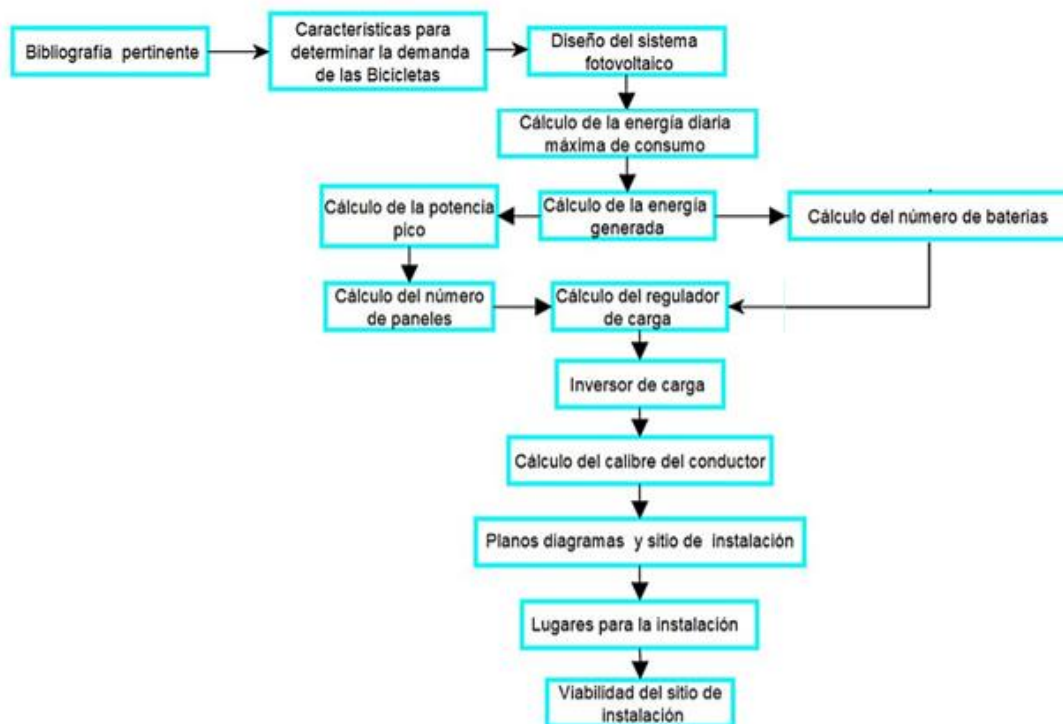 Bibliografía pertinente
Características para
determinar la demanda
de las Bicicletas
Diseño del sistema
fotovoltaico
Cálculo de la energía diaria
máxima de consumo
Cálculo de la potencia
pico
Cálculo de la energía
generada
Cálculo del número de baterias
Cálculo del número
de paneles
Cálculo del regulador
de carga
Inversor de carga
Cálculo del calibre del conductor
Planos diagramas y sitio de instalación
Lugares para la instalación
Viabilidad del sitio de
instalación